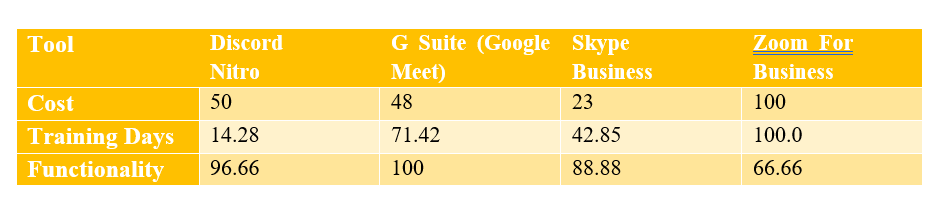 Tool Discord G Suite (Google Skype Zoom For
Nitro Meet) Business Business
Cost 50 48 23 100
Training Days 14.28 71.42 42.85 100.0
Functionality 96.66 100 88.88 66.66